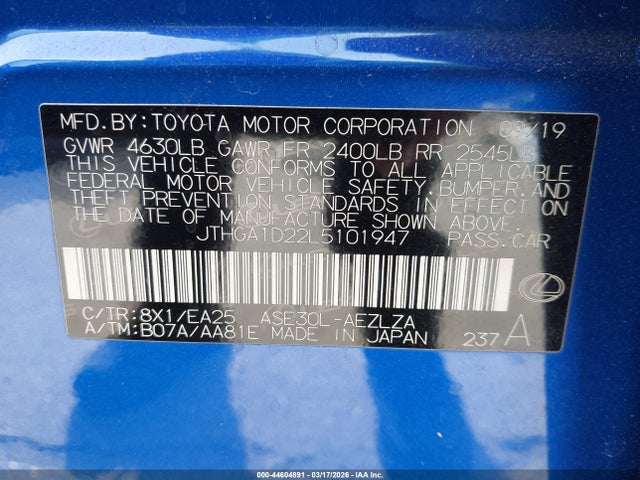 MFD.BY:TOYOTA MOTOR CORPORATION 09/19
GVWR 4630LB GAWR FR 2400LB RR 2545LB
THIS VEHICLE CONFORMS TO ALL APPLICABLE
FEDERAL MOTOR VEHICLE SAFETY,BUMPER,AND
THEFT PREVENTION STANDARDS IN EFFECT ON
THE DATE OF MANUFACTURE SHOWN ABOVE.
JTHGA1D22L5101947 PASS.CAR
C/TR:8X1/EA25 ASE30L-AEZLZA
A/TM:B07A/AA81E MADE IN JAPAN 237 A
000-44604891 - 03/17/2026 - IAA Inc.